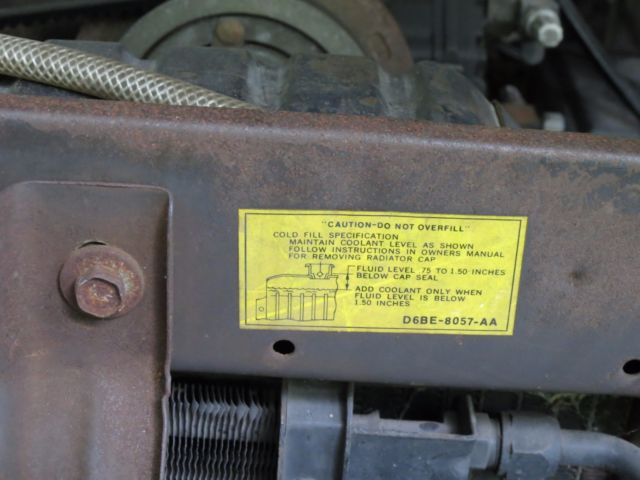 "CAUTION-DO NOT OVERFILL"
COLD FILL SPECIFICATION
MAINTAIN COOLANT LEVEL AS SHOWN
FOLLOW INSTRUCTIONS IN OWNERS MANUAL
FOR REMOVING RADIATOR CAP
FLUID LEVEL .75 TO 1.50 INCHES
BELOW CAP SEAL
ADD COOLANT ONLY WHEN
FLUID LEVEL IS BELOW
1.50 INCHES
D6BE-8057-AA